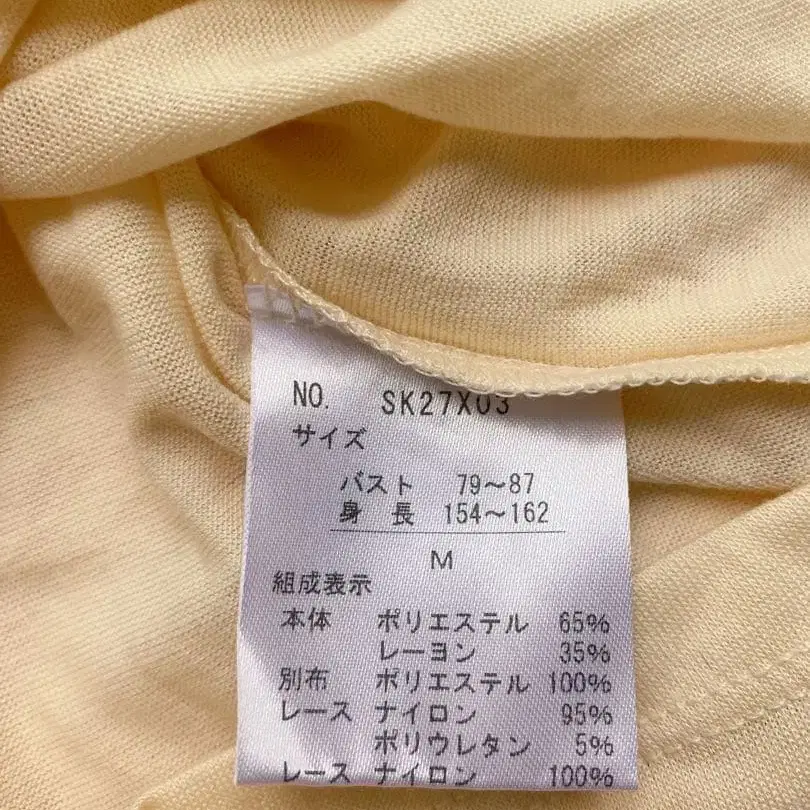 NO. SK27X03
サイズ
バスト 79～87
身 長 154～162
M
組成表示
本体 ポリエステル 65%
レーヨン 35%
別布 ポリエステル 100%
レース ナイロン 95%
ポリウレタン 5%
レース ナイロン 100%